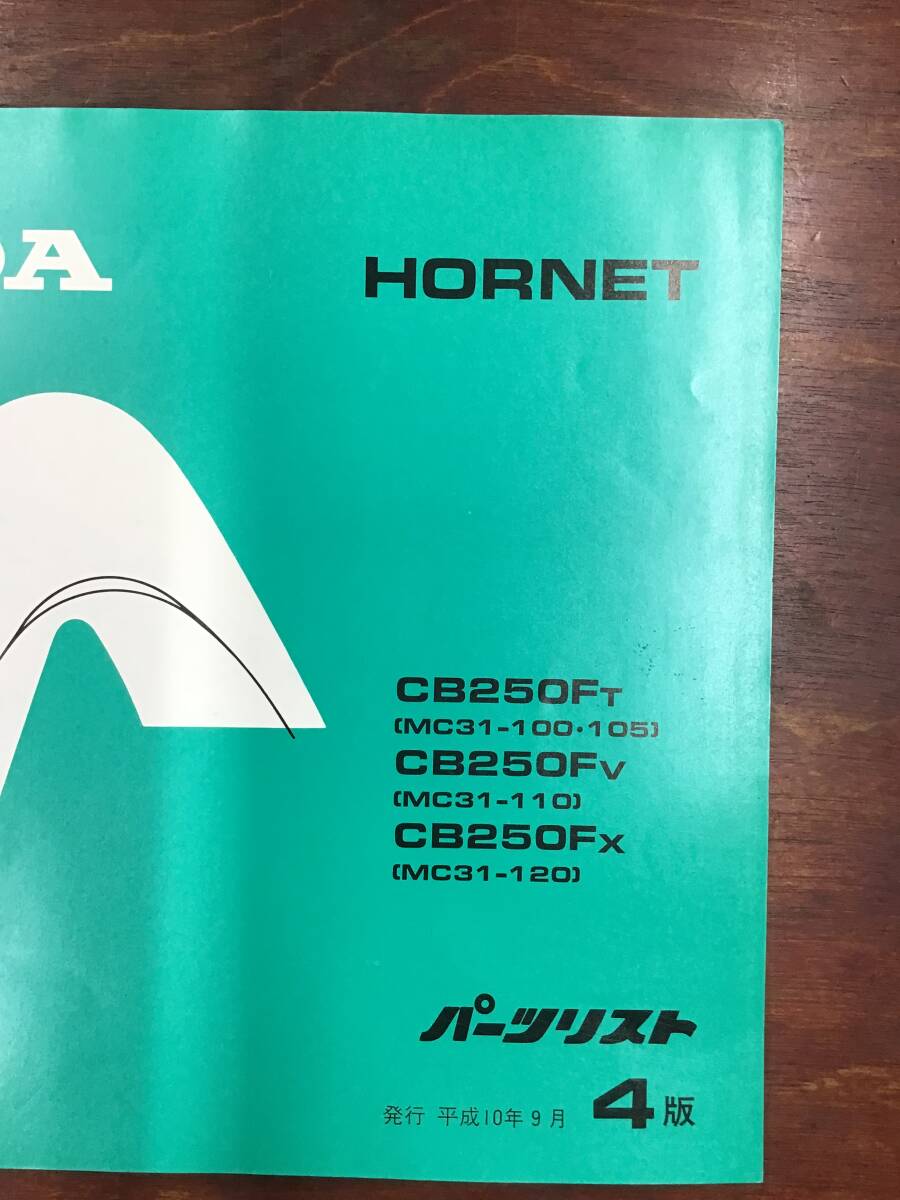 DA
HORNET
CB250FT
(MC31-100・105)
CB250FV
(MC31-110)
CB250FX
(MC31-120)
パーツリスト
発行 平成10年9月 4版